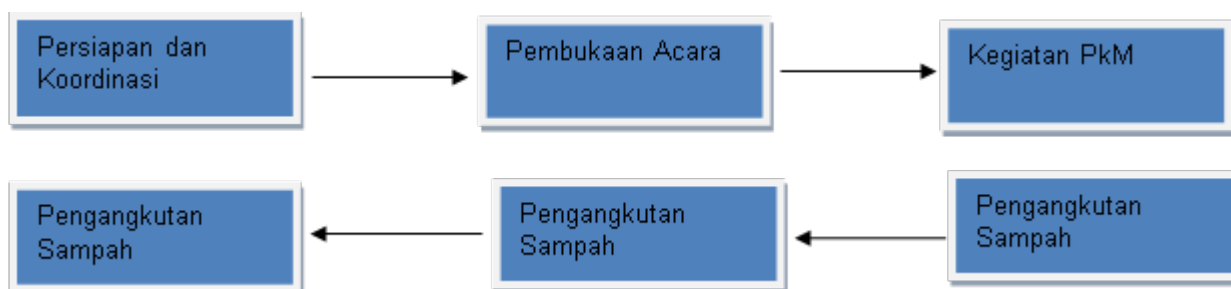 Persiapan dan
Koordinasi
Pembukaan Acara
Kegiatan PkM
Pengangkutan
Sampah
Pengangkutan
Sampah
Pengangkutan
Sampah